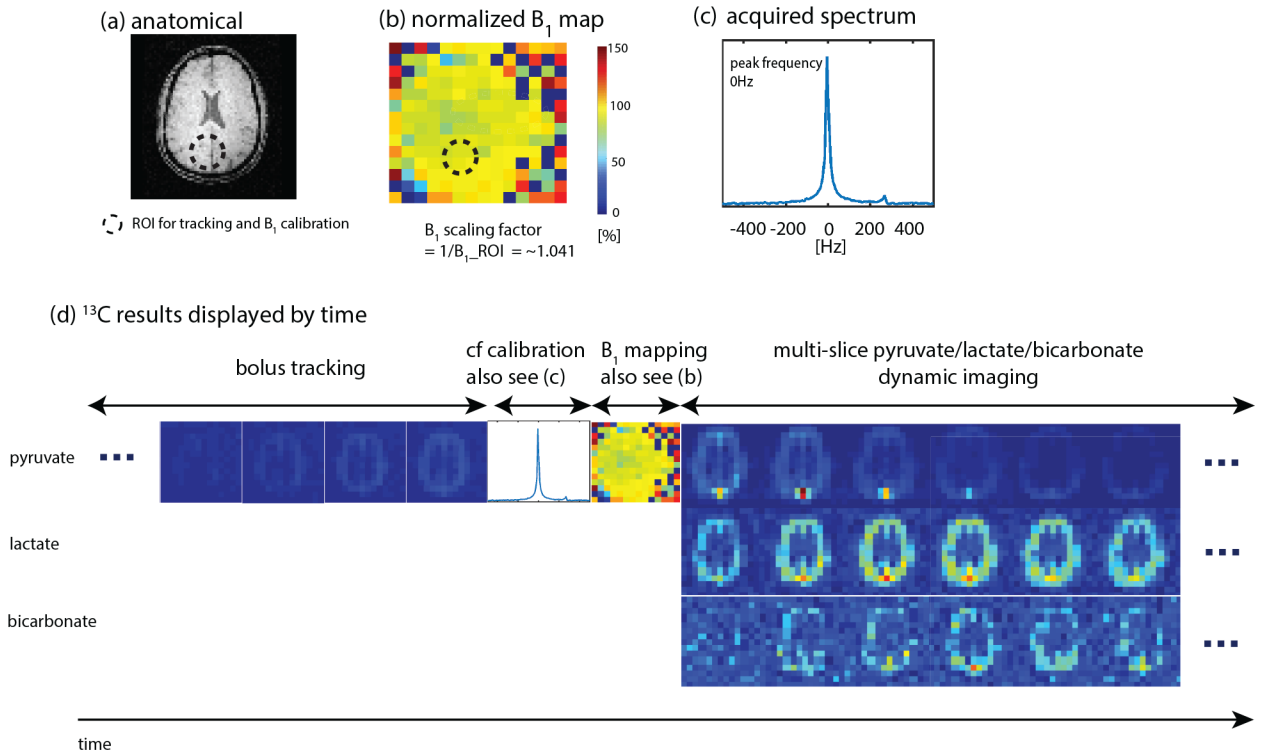 (a) anatomical
ROI for tracking and B1 calibration
(b) normalized B1 map
150
100
50
0
[%]
B1 scaling factor
= 1/B1_ROI = ~1.041
(c) acquired spectrum
peak frequency
0Hz
-400 -200 0 200 400
[Hz]
(d) 13C results displayed by time
bolus tracking
cf calibration
also see (c)
B1 mapping
also see (b)
multi-slice pyruvate/lactate/bicarbonate
dynamic imaging
pyruvate
lactate
bicarbonate
time